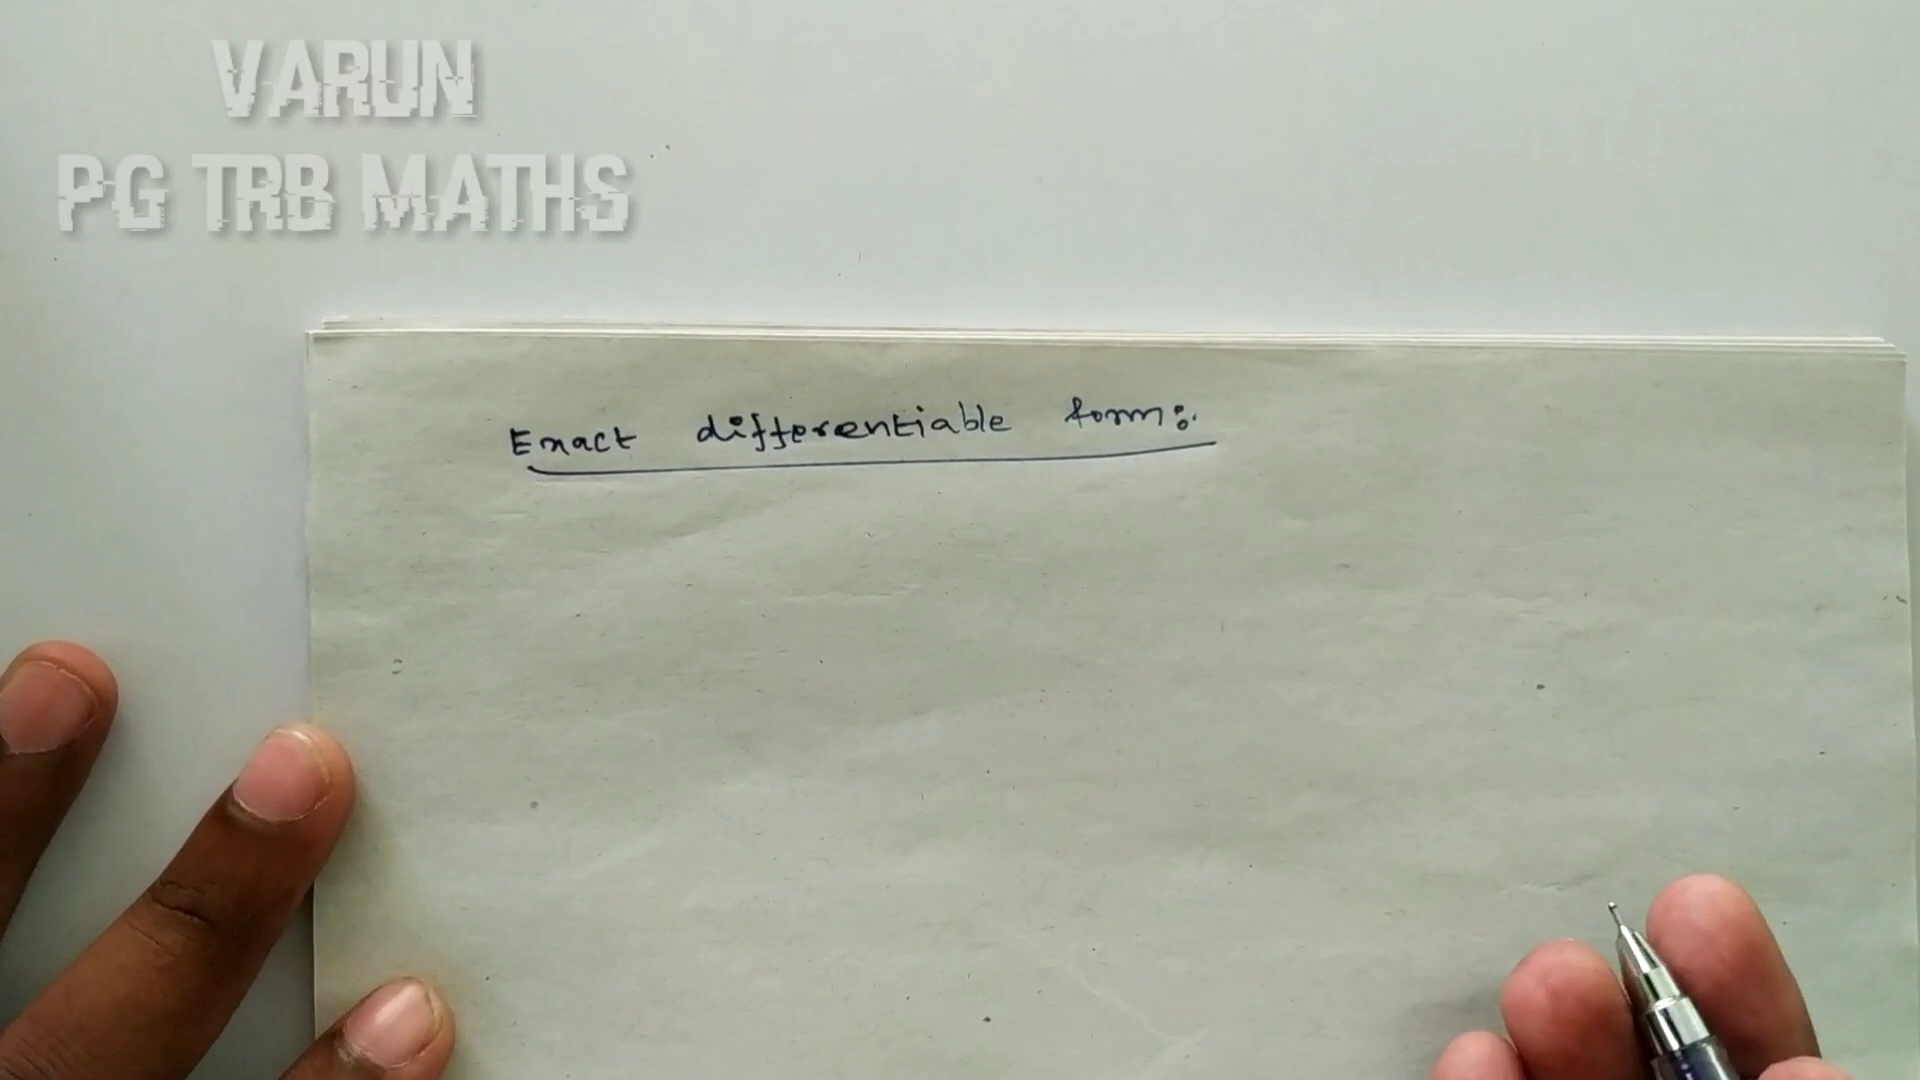 VARUN
PG TRB MATHS
Exact differentiable form:.